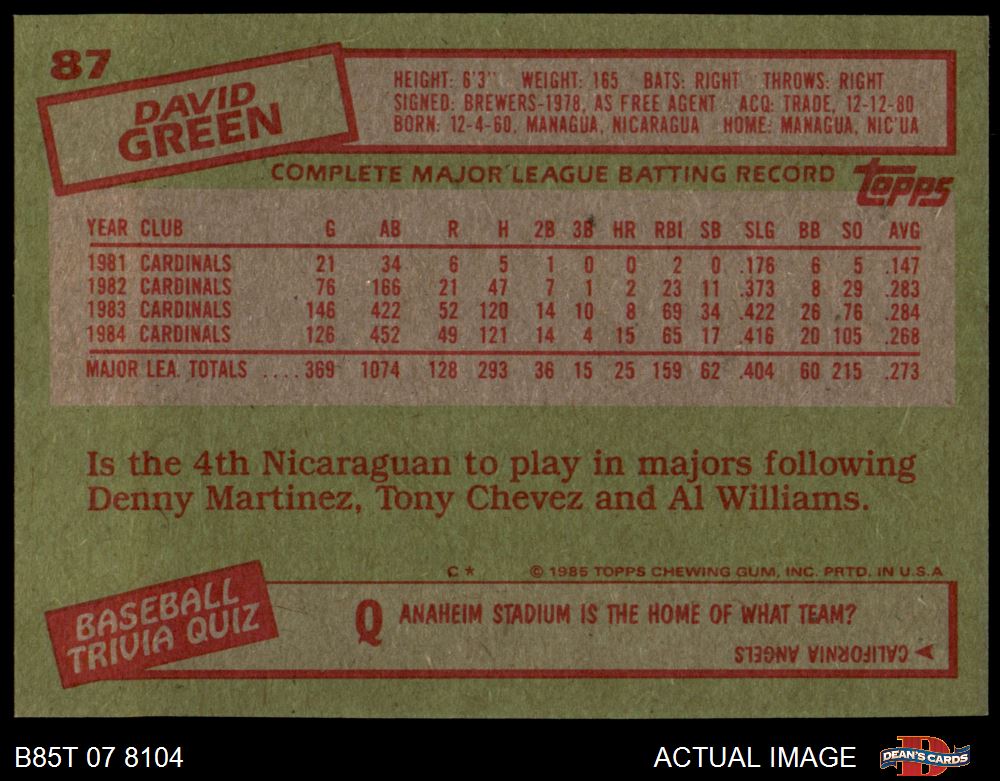 87
DAVID
GREEN
HEIGHT: 6'3" WEIGHT: 165 BATS: RIGHT THROWS: RIGHT
SIGNED: BREWERS-1978, AS FREE AGENT ACQ: TRADE, 12-12-80
BORN: 12-4-60, MANAGUA, NICARAGUA HOME: MANAGUA, NIC'UA
COMPLETE MAJOR LEAGUE BATTING RECORD
topps
YEAR CLUB G AB R H 2B 3B HR RBI SB SLG BB SO AVG
1981 CARDINALS 21 34 6 5 1 0 0 2 0 .176 6 5 .147
1982 CARDINALS 76 166 21 47 7 1 2 23 11 .373 8 29 .283
1983 CARDINALS 146 422 52 120 14 10 8 69 34 .422 26 76 .284
1984 CARDINALS 126 452 49 121 14 4 15 65 17 .416 20 105 .268
MAJOR LEA. TOTALS ....369 1074 128 293 36 15 25 159 62 .404 60 215 .273
Is the 4th Nicaraguan to play in majors following
Denny Martinez, Tony Chevez and Al Williams.
C* © 1985 TOPPS CHEWING GUM, INC. PRTD. IN U.S.A
BASEBALL
TRIVIA QUIZ
Q ANAHEIM STADIUM IS THE HOME OF WHAT TEAM?
A CALIFORNIA ANGELS
B85T 07 8104
ACTUAL IMAGE
D
DEAN'S CARDS